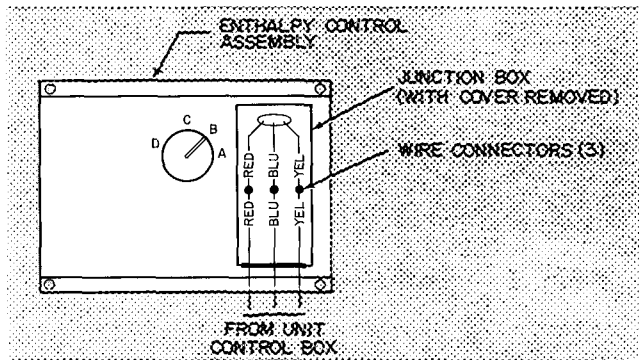 ENTHALPY CONTROL
ASSEMBLY
JUNCTION BOX
(WITH COVER REMOVED)
C
B
D
A
RED
BLU
YEL
WIRE CONNECTORS (3)
RED
BLU
YEL
FROM UNIT
CONTROL BOX